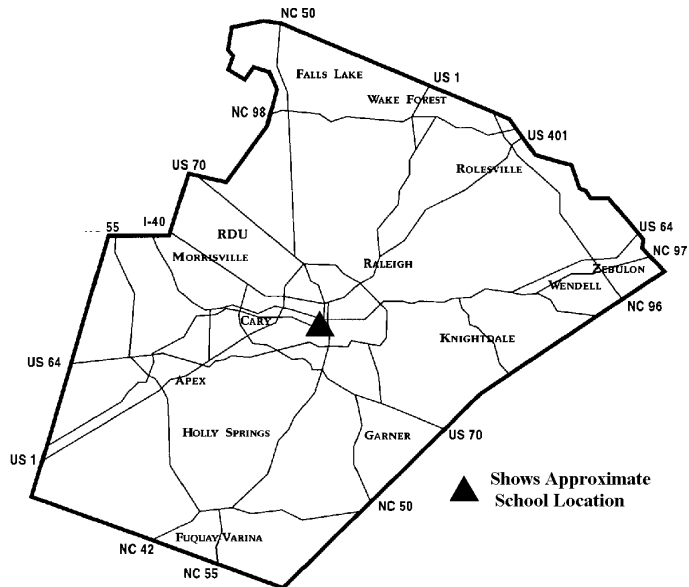 NC 50
FALLS LAKE
US 1
WAKE FOREST
NC 98
US 401
US 70
ROLESVILLE
55
I-40
RDU
US 64
MORRISVILLE
RALEIGH
NC 97
ZEBULON
WENDELL
NC 96
CARY
KNIGHTDALE
US 64
APEX
HOLLY SPRINGS
GARNER
US 70
US 1
Shows Approximate
School Location
NC 50
FUQUAY VARINA
NC 42
NC 55